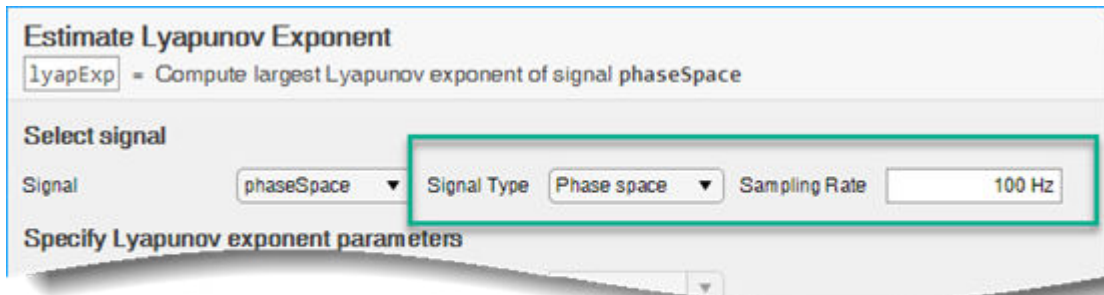 Estimate Lyapunov Exponent
lyapExp = Compute largest Lyapunov exponent of signal phaseSpace
Select signal
Signal phaseSpace Signal Type Phase space Sampling Rate 100 Hz
Specify Lyapunov exponent parameters